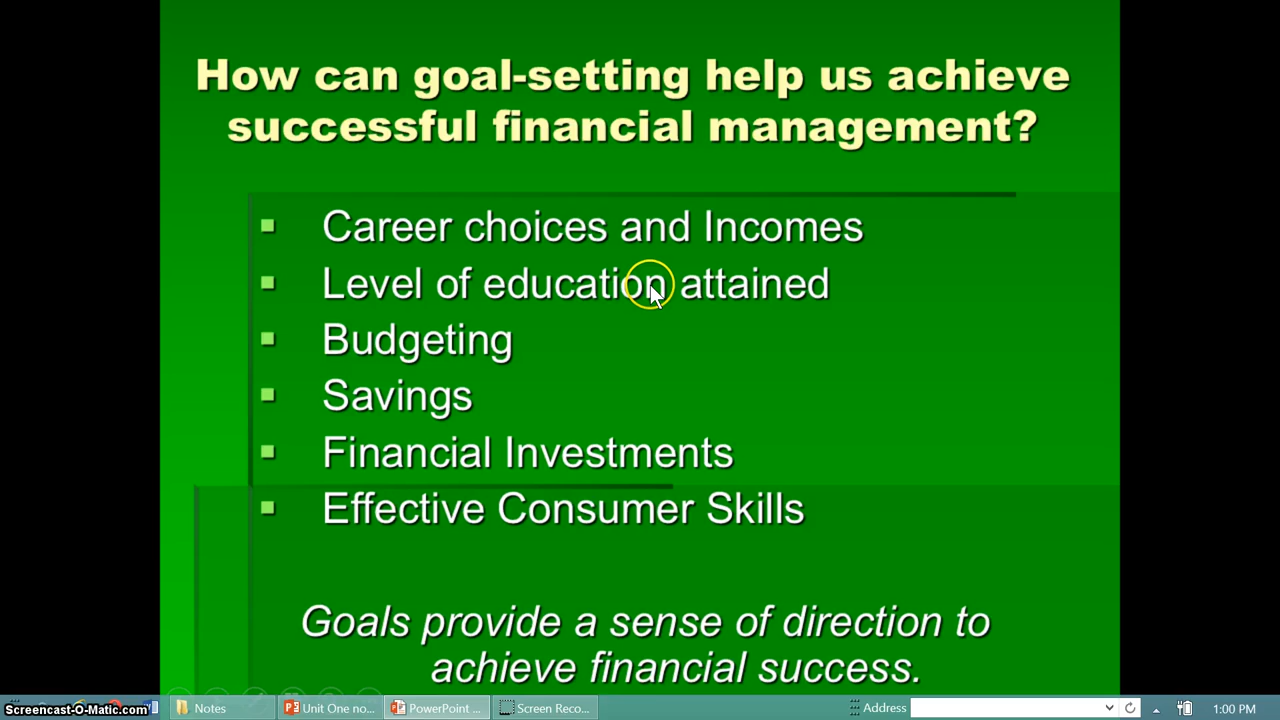 How can goal-setting help us achieve
successful financial management?
Career choices and Incomes
Level of education attained
Budgeting
Savings
Financial Investments
Effective Consumer Skills
Goals provide a sense of direction to
achieve financial success.
Screencast-O-Matic.com
Notes
Unit One no...
PowerPoint ...
Screen Reco...
Address
1:00 PM